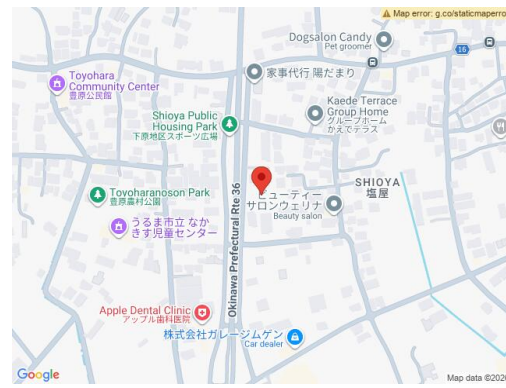 Map error: g.co/staticmaperro
Dogsalon Candy
Pet groomer
16
家事代行 陽だまり
Toyohara
Community Center
豊原公民館
Kaede Terrace
Group Home
グループホーム
かえでテラス
Shioya Public
Housing Park
下原地区スポーツ広場
SHIOYA
塩屋
Toyoharanoson Park
豊原農村公園
ビューティー
サロンウェリナ
Beauty salon
うるま市立 なか
きす児童センター
Okinawa Prefectural Rte 36
Apple Dental Clinic
アップル歯科医院
株式会社ガレージムゲン
Car dealer
Google
Map data ©2026